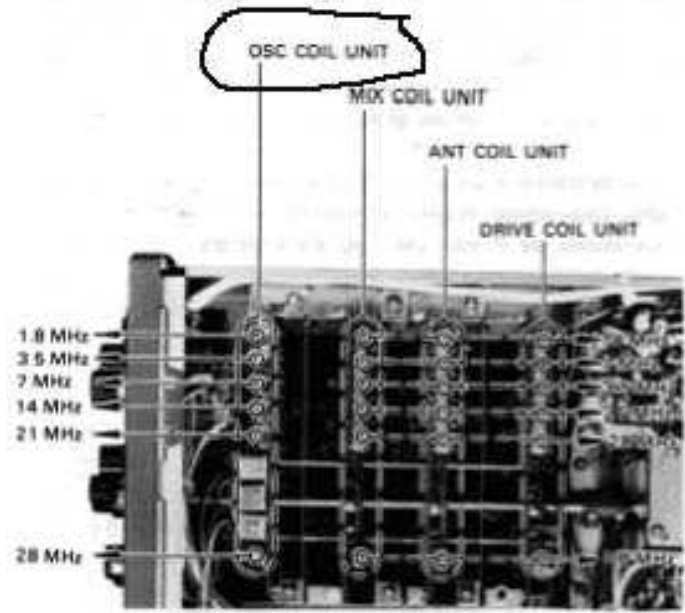 OSC COIL UNIT
MIX COIL UNIT
ANT COIL UNIT
DRIVE COIL UNIT
1.8 MHz
3.5 MHz
7 MHz
14 MHz
21 MHz
28 MHz